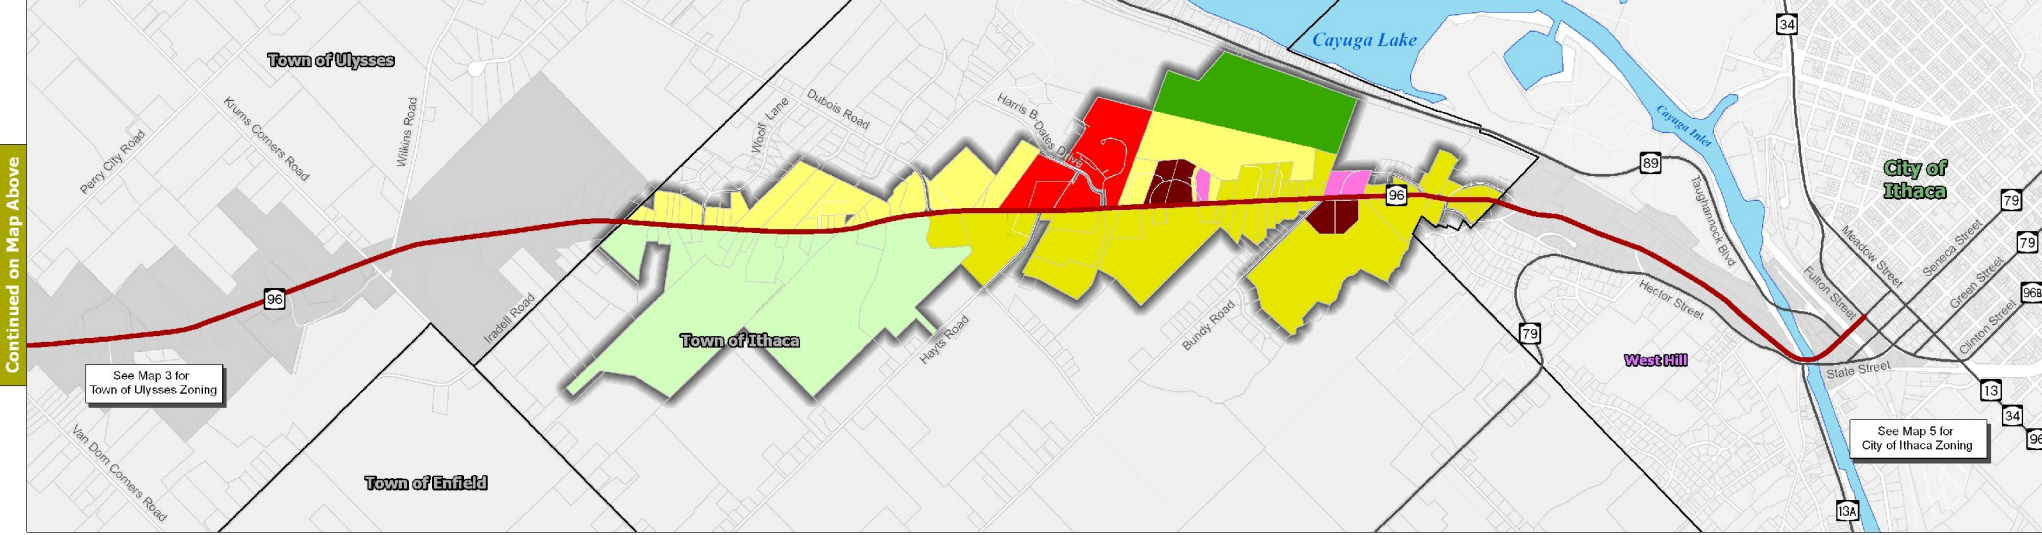 Continued on Map Above
Town of Ulysses
Perry City Road
Krums Corners Road
Wilkins Road
96
See Map 3 for
Town of Ulysses Zoning
Van Dorn Corners Road
Town of Enfield
Iradell Road
Woolf Lane
Dubois Road
Harris B Dates Drive
Town of Ithaca
Hayts Road
Bundy Road
96
Cayuga Lake
Cayuga Inlet
34
89
Taughannock Blvd
City of
Ithaca
79
79
96B
Meadow Street
Fulton Street
Seneca Street
Green Street
Clinton Street
Hector Street
79
West Hill
State Street
13
34
96
See Map 5 for
City of Ithaca Zoning
13A